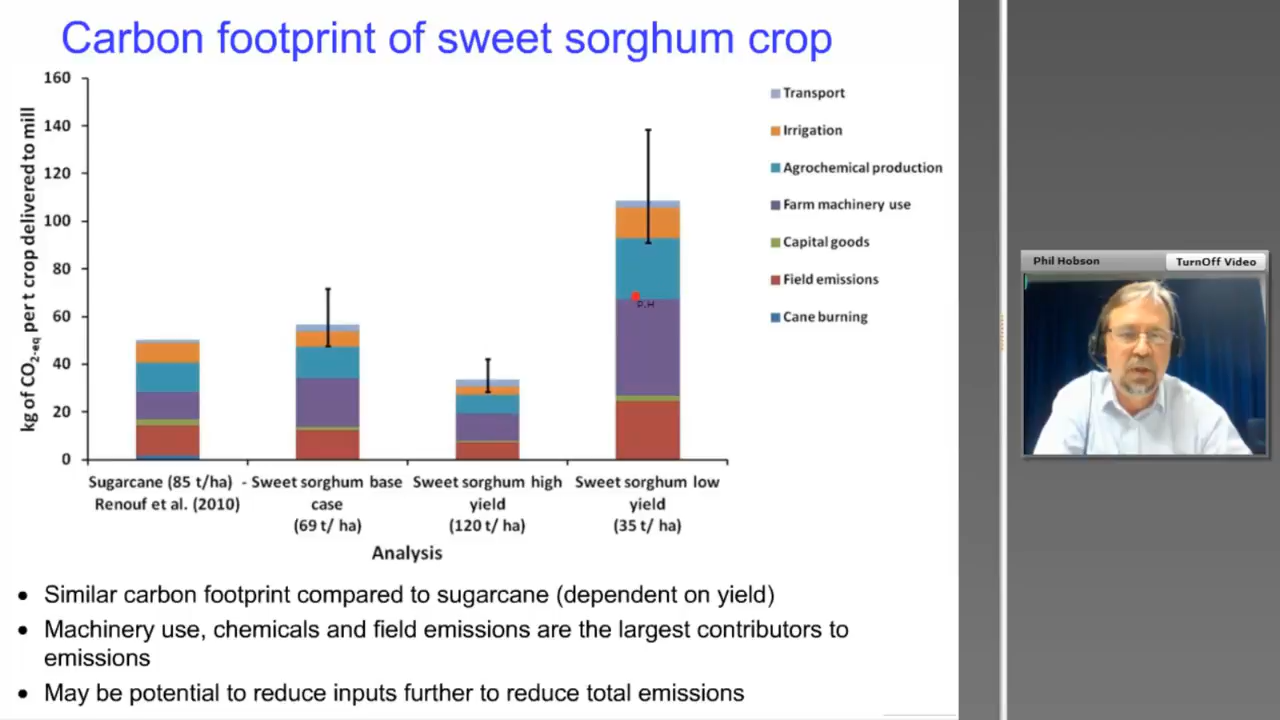 Carbon footprint of sweet sorghum crop
kg of CO2-eq per t crop delivered to mill
160
140
120
100
80
60
40
20
0
Transport
Irrigation
Agrochemical production
Farm machinery use
Capital goods
Field emissions
Cane burning
P.H
Sugarcane (85 t/ha) -
Renouf et al. (2010)
Sweet sorghum base
case
(69 t/ ha)
Sweet sorghum high
yield
(120 t/ ha)
Sweet sorghum low
yield
(35 t/ ha)
Analysis
• Similar carbon footprint compared to sugarcane (dependent on yield)
• Machinery use, chemicals and field emissions are the largest contributors to
emissions
• May be potential to reduce inputs further to reduce total emissions
Phil Hobson
TurnOff Video